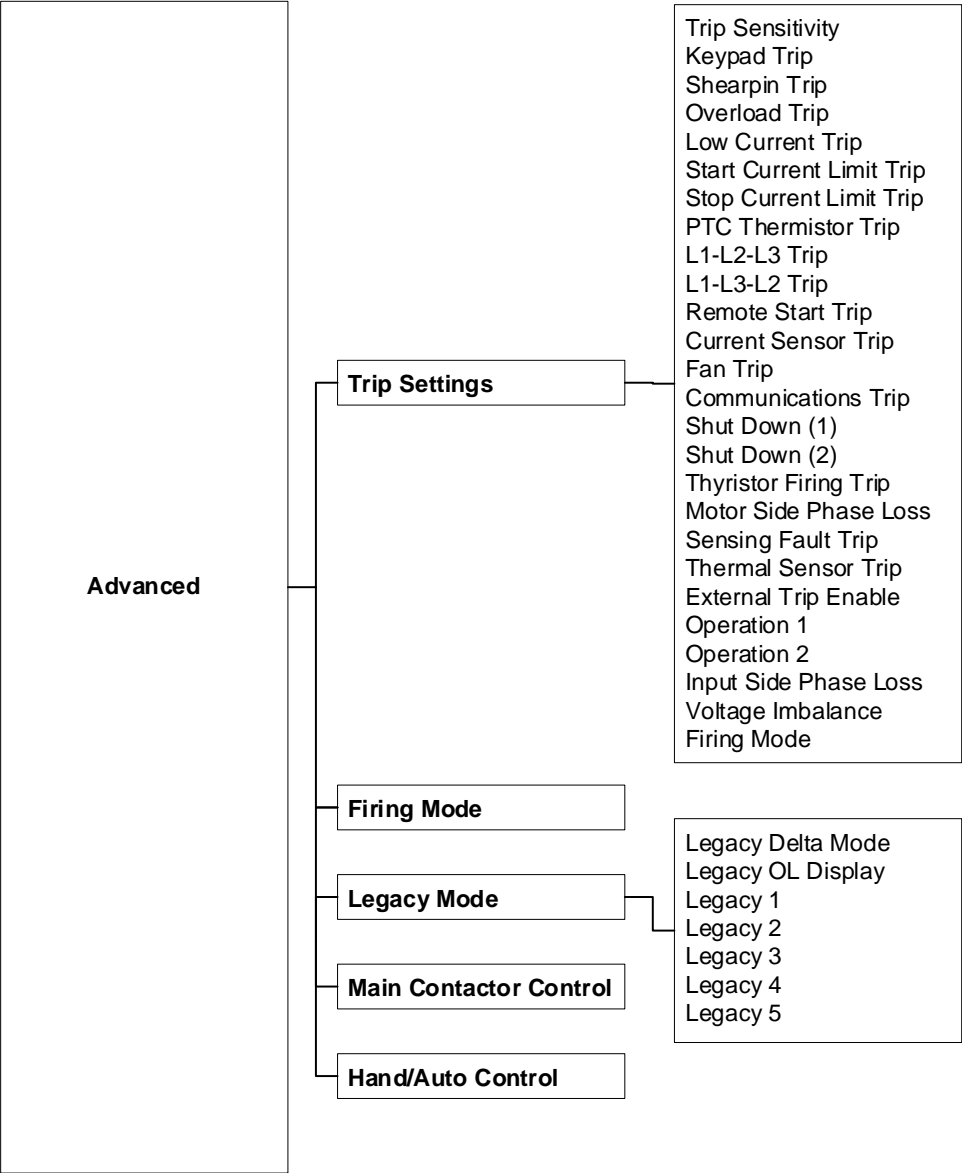 Advanced
Trip Settings
Trip Sensitivity
Keypad Trip
Shearpin Trip
Overload Trip
Low Current Trip
Start Current Limit Trip
Stop Current Limit Trip
PTC Thermistor Trip
L1-L2-L3 Trip
L1-L3-L2 Trip
Remote Start Trip
Current Sensor Trip
Fan Trip
Communications Trip
Shut Down (1)
Shut Down (2)
Thyristor Firing Trip
Motor Side Phase Loss
Sensing Fault Trip
Thermal Sensor Trip
External Trip Enable
Operation 1
Operation 2
Input Side Phase Loss
Voltage Imbalance
Firing Mode
Firing Mode
Legacy Mode
Legacy Delta Mode
Legacy OL Display
Legacy 1
Legacy 2
Legacy 3
Legacy 4
Legacy 5
Main Contactor Control
Hand/Auto Control